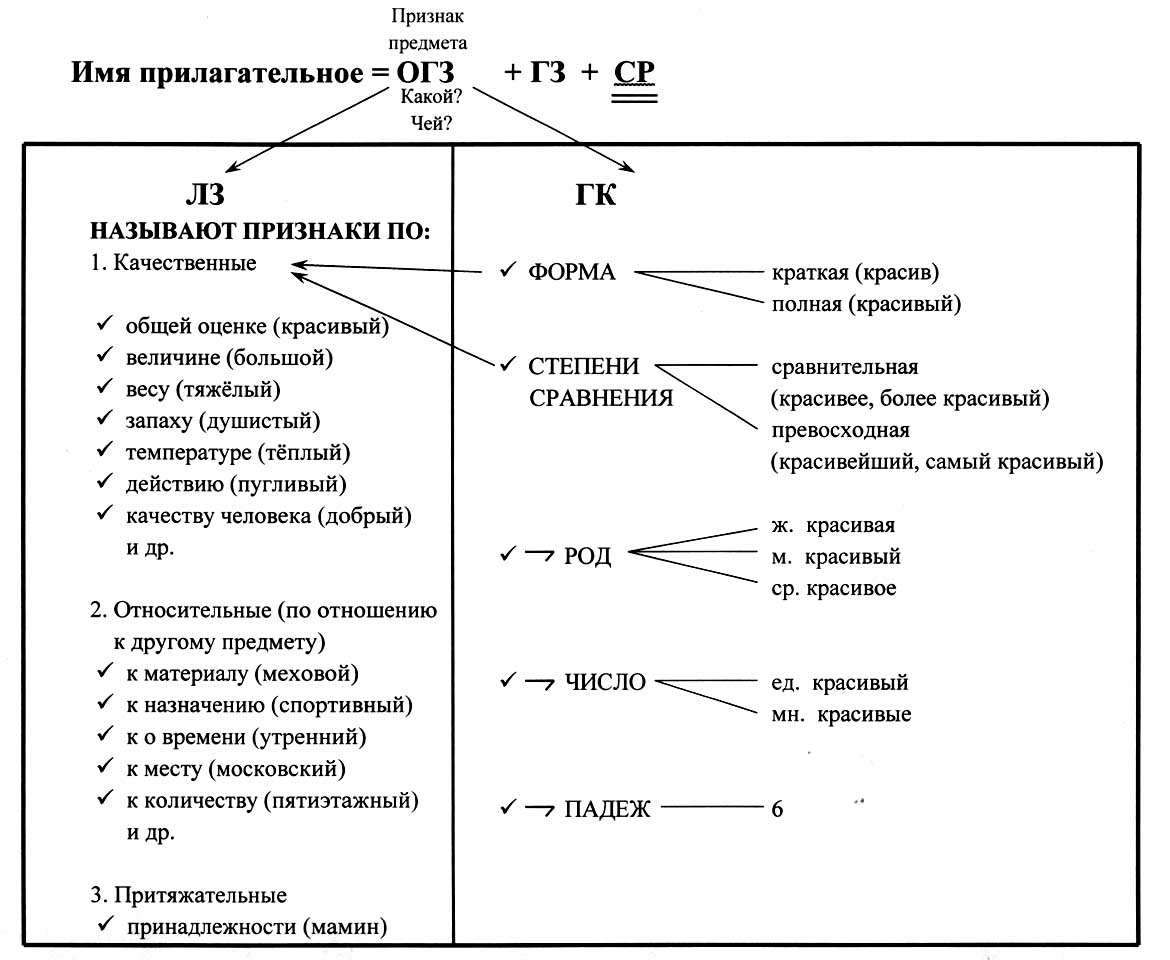 Признак
предмета
Имя прилагательное = ОГЗ + ГЗ + СР
Какой?
Чей?
ЛЗ
НАЗЫВАЮТ ПРИЗНАКИ ПО:
1. Качественные
общей оценке (красивый)
величине (большой)
весу (тяжёлый)
запаху (душистый)
температуре (тёплый)
действию (пугливый)
качеству человека (добрый)
и др.
2. Относительные (по отношению
к другому предмету)
к материалу (меховой)
к назначению (спортивный)
к о времени (утренний)
к месту (московский)
к количеству (пятиэтажный)
и др.
3. Притяжательные
принадлежности (мамин)
ГК
ФОРМА
краткая (красив)
полная (красивый)
СТЕПЕНИ
СРАВНЕНИЯ
сравнительная
(красивее, более красивый)
превосходная
(красивейший, самый красивый)
РОД
ж. красивая
м. красивый
ср. красивое
ЧИСЛО
ед. красивый
мн. красивые
ПАДЕЖ
6